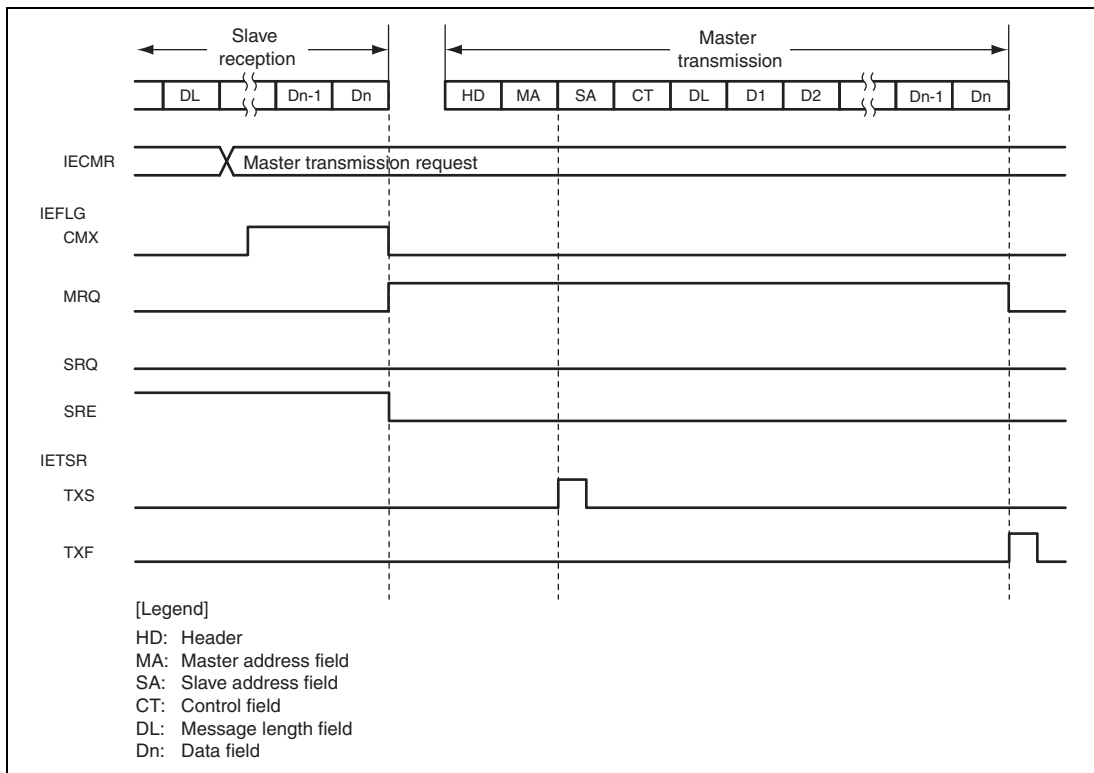 Slave
reception
Master
transmission
DL Dn-1 Dn HD MA SA CT DL D1 D2 Dn-1 Dn
IECMR Master transmission request
IEFLG
CMX
MRQ
SRQ
SRE
IETSR
TXS
TXF
[Legend]
HD: Header
MA: Master address field
SA: Slave address field
CT: Control field
DL: Message length field
Dn: Data field